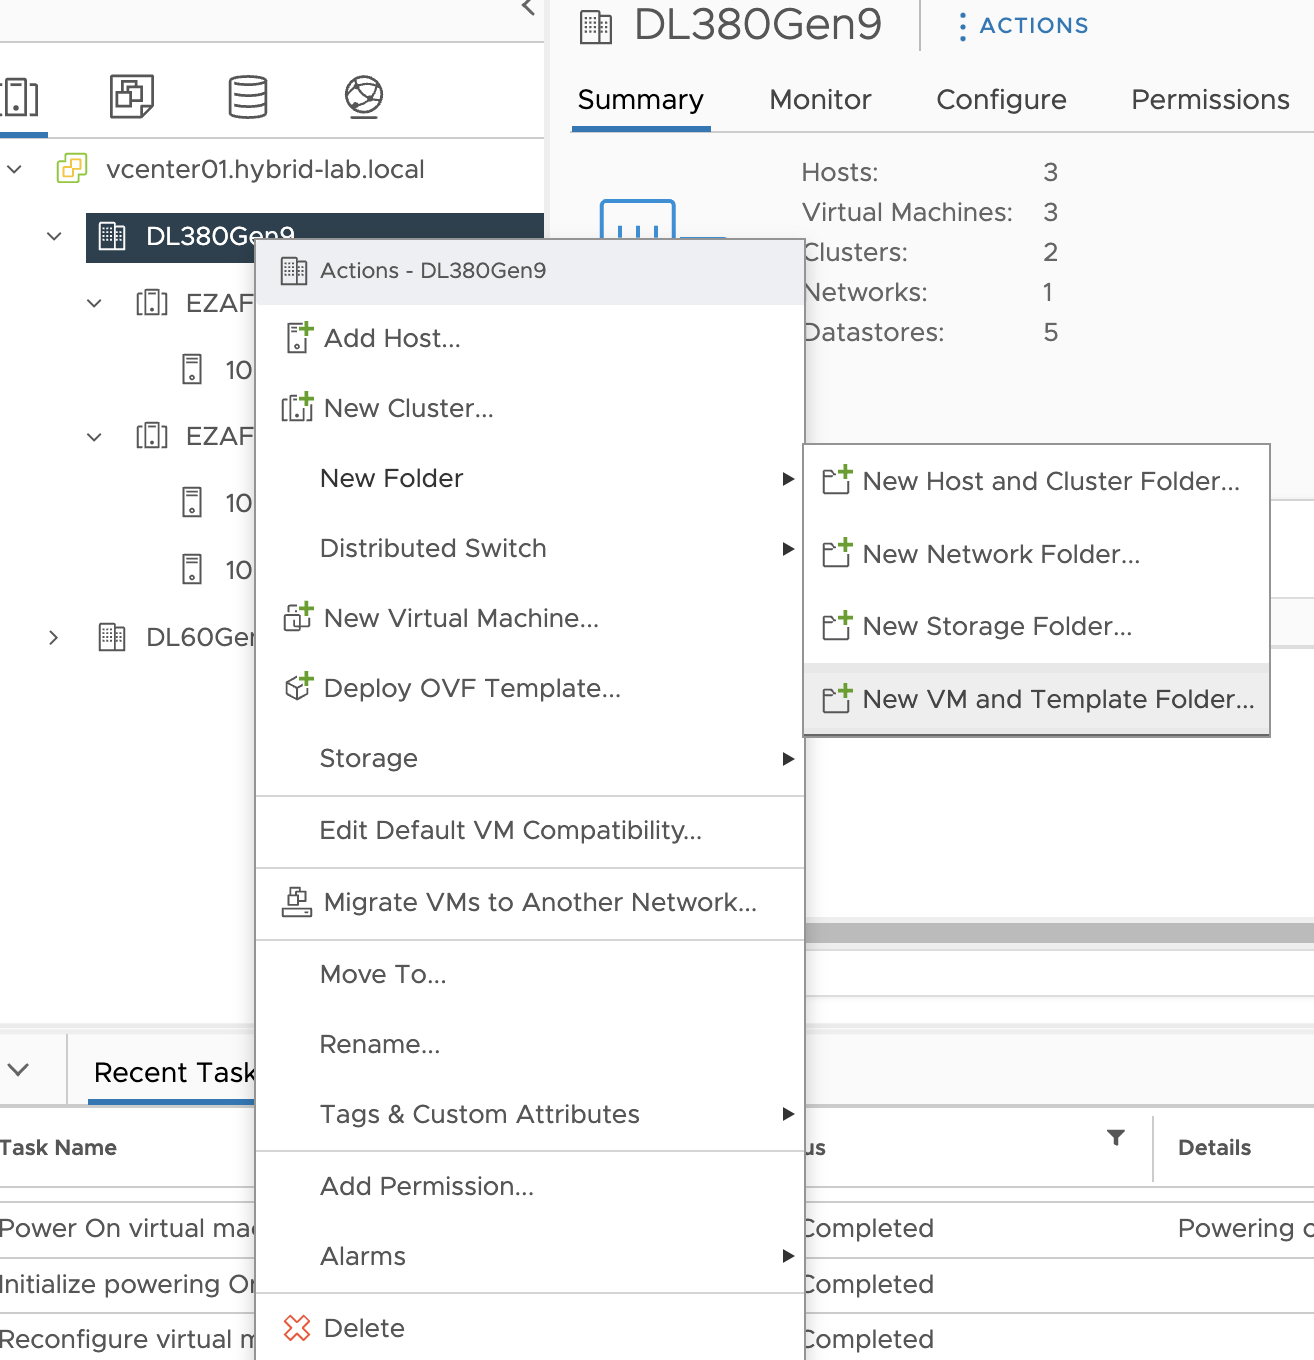 DL380Gen9
ACTIONS
Summary
Monitor
Configure
Permissions
vcenter01.hybrid-lab.local
Hosts: 3
Virtual Machines: 3
Clusters: 2
Networks: 1
Datastores: 5
DL380Gen9
Actions - DL380Gen9
EZAF
10
EZAF
10
10
DL60Ger
Add Host...
New Cluster...
New Folder
Distributed Switch
New Virtual Machine...
Deploy OVF Template...
Storage
Edit Default VM Compatibility...
Migrate VMs to Another Network...
Move To...
Rename...
Tags & Custom Attributes
Add Permission...
Alarms
Delete
New Host and Cluster Folder...
New Network Folder...
New Storage Folder...
New VM and Template Folder...
Recent Task
Task Name
us
Details
Power On virtual mac
Completed
Powering o
Initialize powering On
Completed
Reconfigure virtual m
Completed